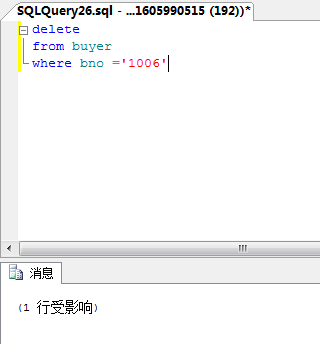 SQLQuery26.sql - ...1605990515 (192))*
delete
from buyer
where bno ='1006'
消息
(1 行受影响)